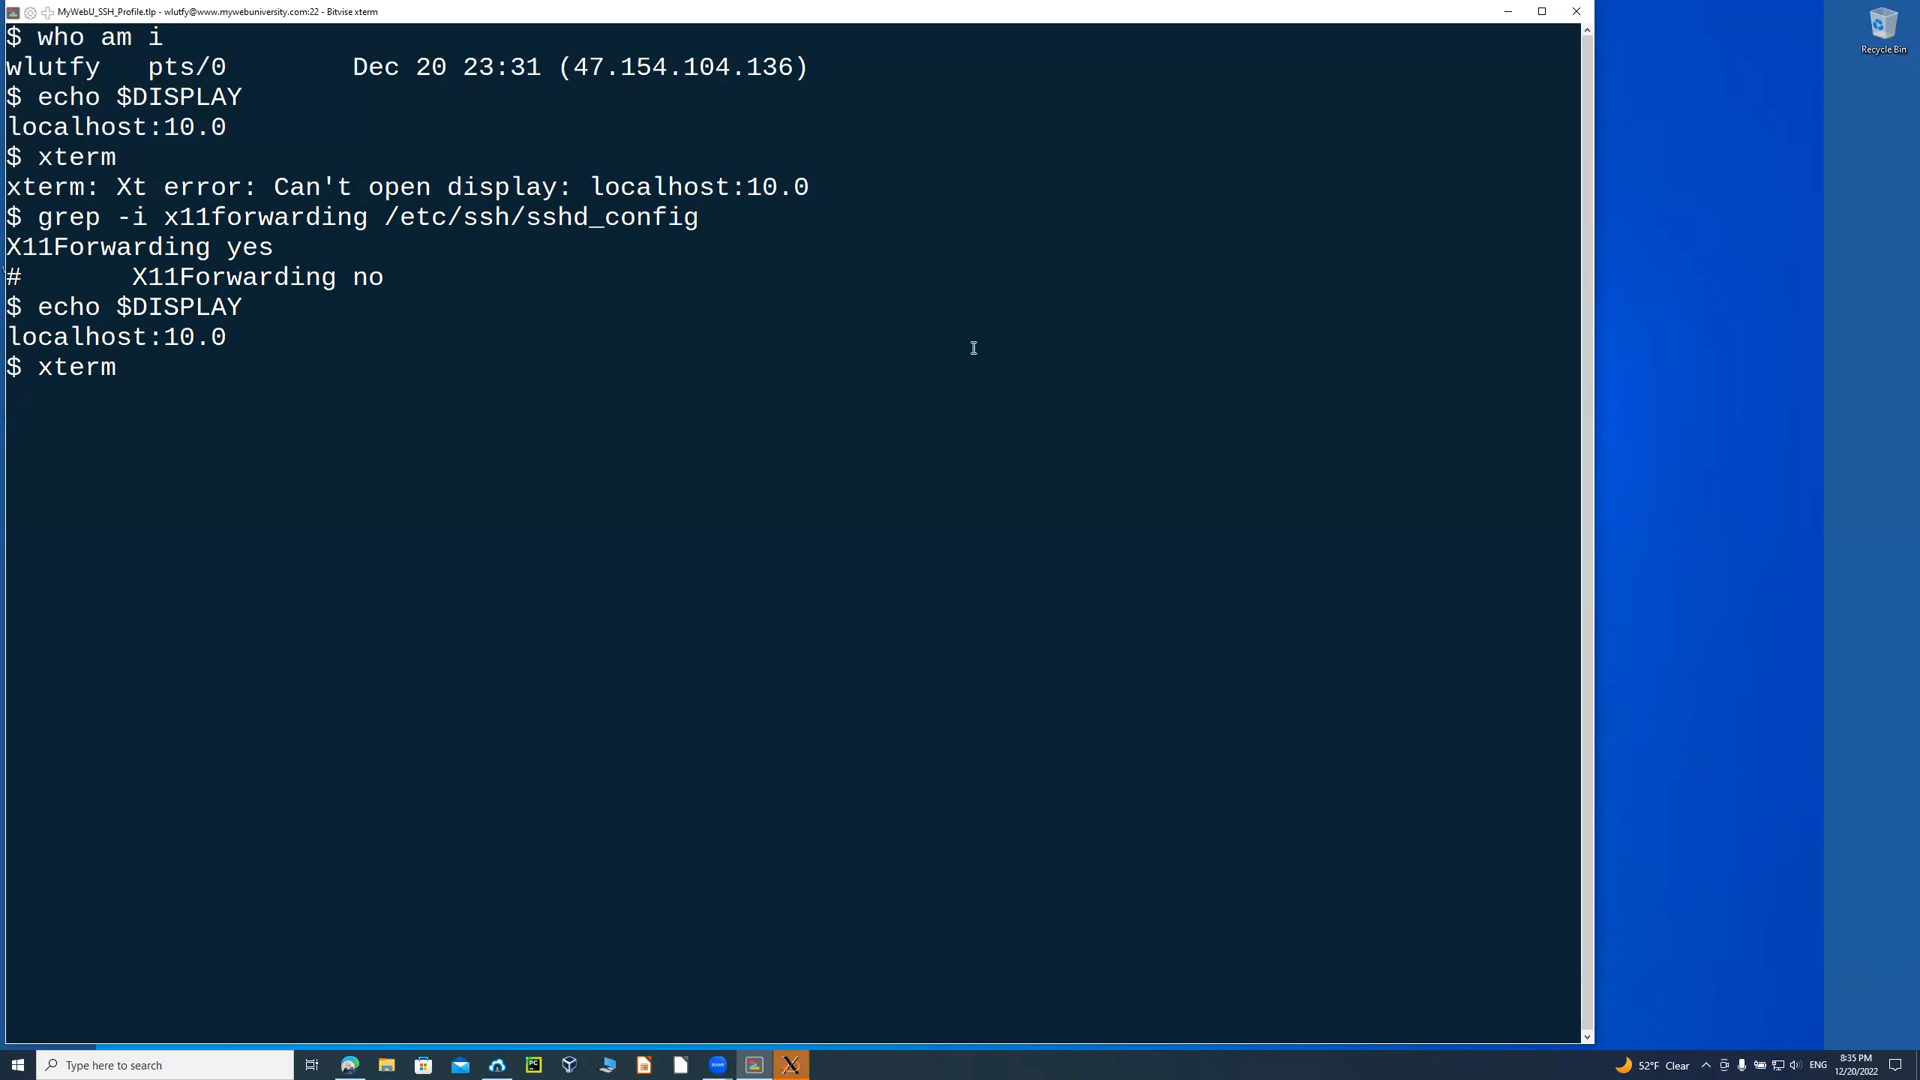 MyWebU_SSH_Profile.tlp - wlutfy@www.mywebuniversity.com:22 - Bitvise xterm
$ who am i
wlutfy   pts/0        Dec 20 23:31 (47.154.104.136)
$ echo $DISPLAY
localhost:10.0
$ xterm
xterm: Xt error: Can't open display: localhost:10.0
$ grep -i x11forwarding /etc/ssh/sshd_config
X11Forwarding yes
#       X11Forwarding no
$ echo $DISPLAY
localhost:10.0
$ xterm
Recycle Bin
Type here to search
PC
zoom
52°F Clear
ENG
8:35 PM
12/20/2022